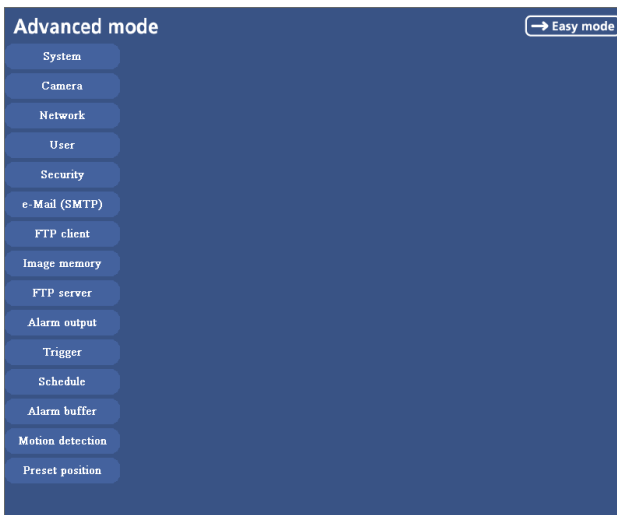 Advanced mode
→ Easy mode
System
Camera
Network
User
Security
e-Mail (SMTP)
FTP client
Image memory
FTP server
Alarm output
Trigger
Schedule
Alarm buffer
Motion detection
Preset position